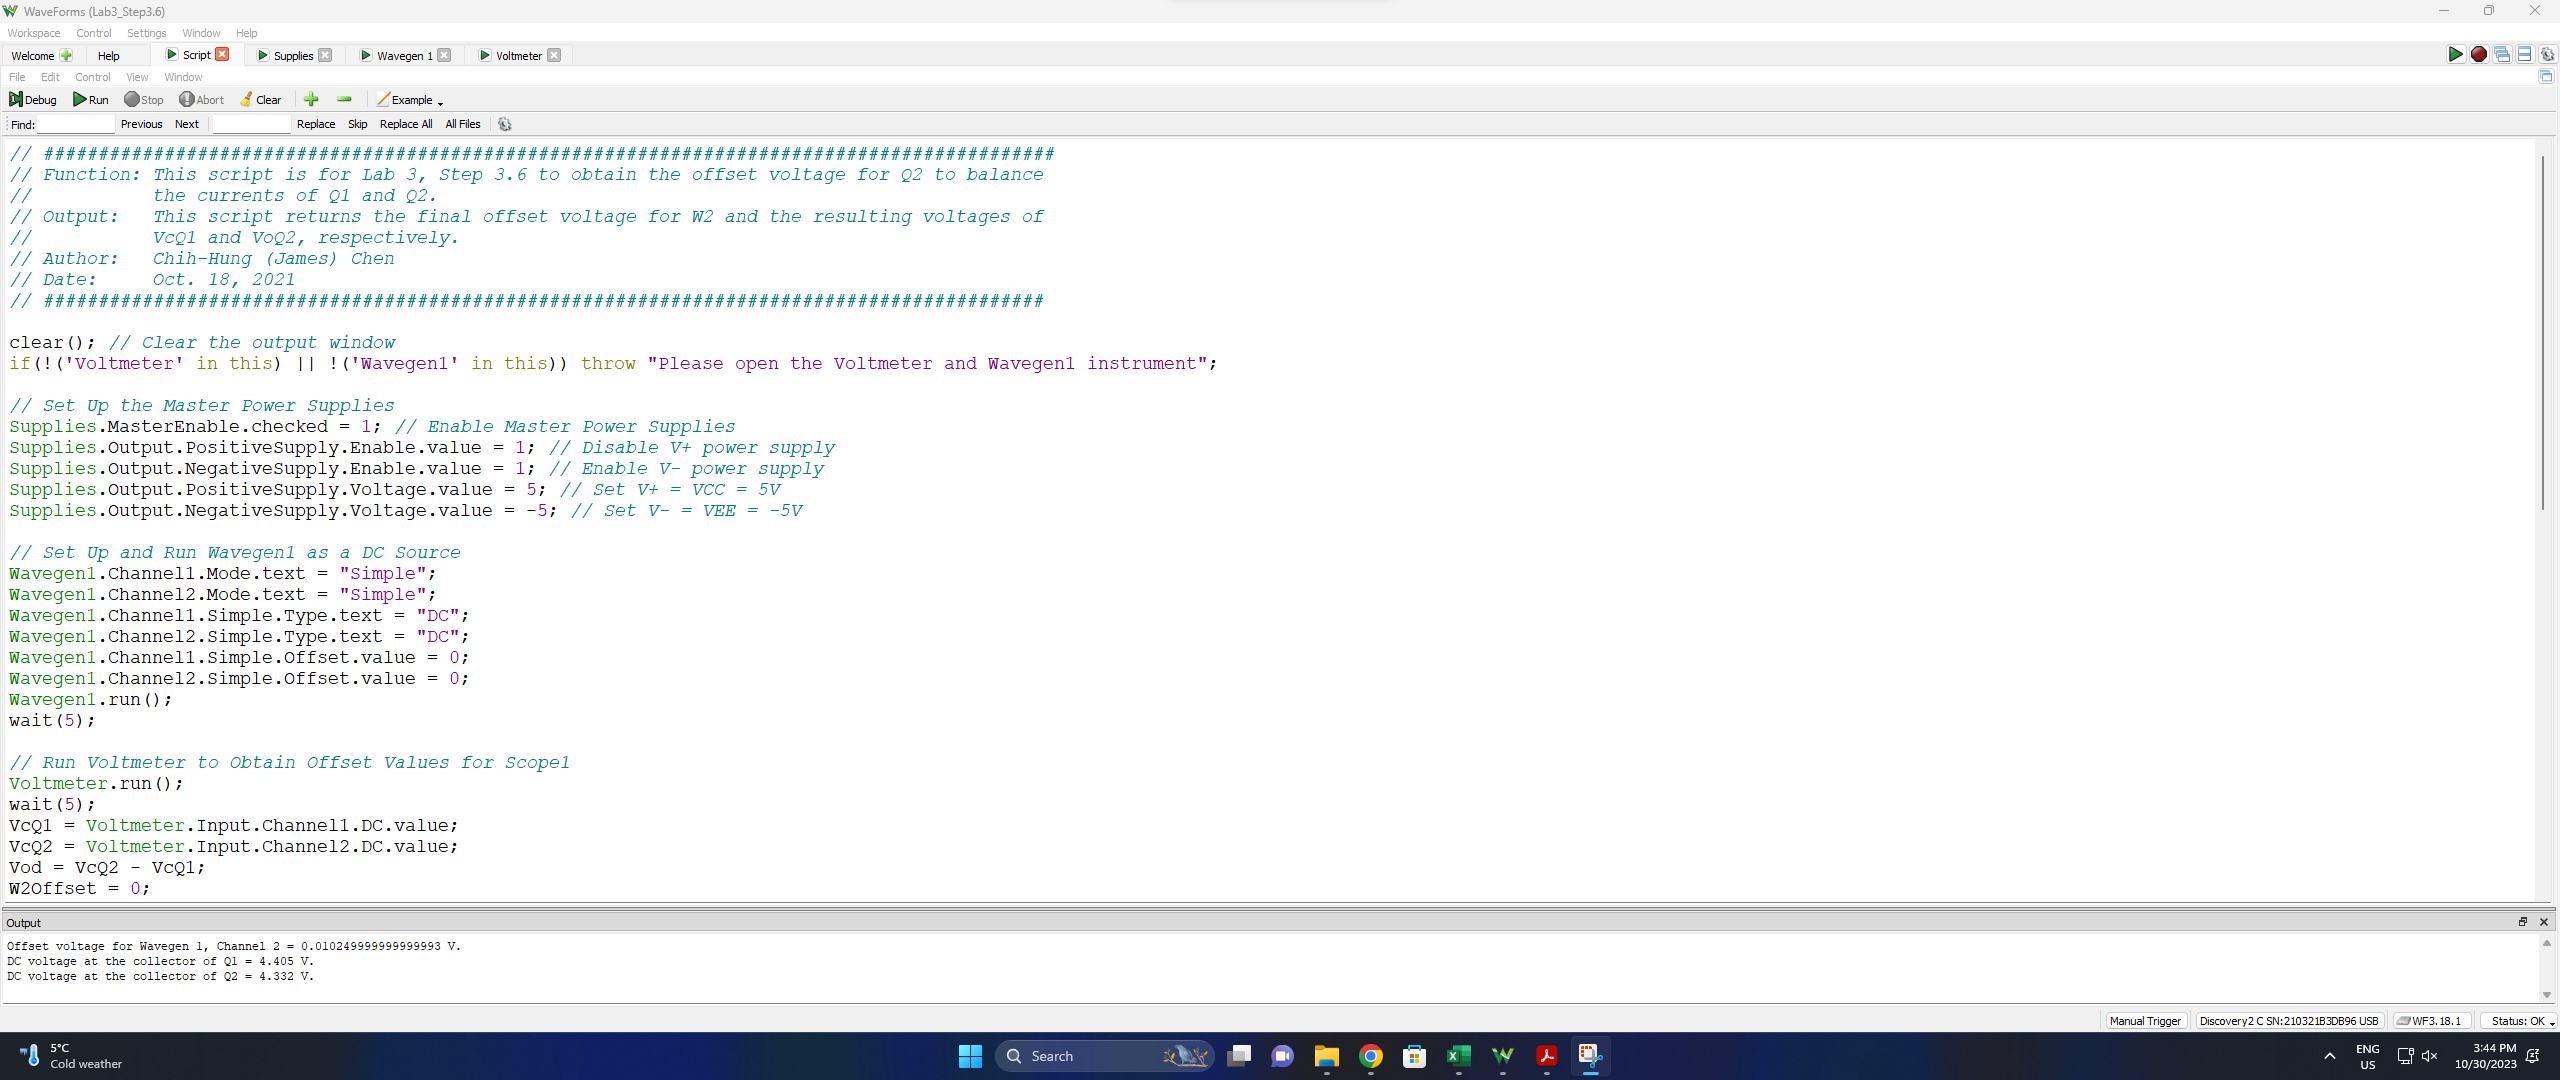 WaveForms (Lab3_Step3.6)
Workspace Control Settings Window Help
Welcome Help Script Supplies Wavegen 1 Voltmeter
File Edit Control View Window
Debug Run Stop Abort Clear Example
Find: Previous Next Replace Skip Replace All All Files
// ############################################################################################
// Function: This script is for Lab 3, Step 3.6 to obtain the offset voltage for Q2 to balance
// the currents of Q1 and Q2.
// Output: This script returns the final offset voltage for W2 and the resulting voltages of
// VcQ1 and VoQ2, respectively.
// Author: Chih-Hung (James) Chen
// Date: Oct. 18, 2021
// ###########################################################################################
clear(); // Clear the output window
if(!('Voltmeter' in this) || !('Wavegen1' in this)) throw "Please open the Voltmeter and Wavegen1 instrument";
// Set Up the Master Power Supplies
Supplies.MasterEnable.checked = 1; // Enable Master Power Supplies
Supplies.Output.PositiveSupply.Enable.value = 1; // Disable V+ power supply
Supplies.Output.NegativeSupply.Enable.value = 1; // Enable V- power supply
Supplies.Output.PositiveSupply.Voltage.value = 5; // Set V+ = VCC = 5V
Supplies.Output.NegativeSupply.Voltage.value = -5; // Set V- = VEE = -5V
// Set Up and Run Wavegen1 as a DC Source
Wavegen1.Channel1.Mode.text = "Simple";
Wavegen1.Channel2.Mode.text = "Simple";
Wavegen1.Channel1.Simple.Type.text = "DC";
Wavegen1.Channel2.Simple.Type.text = "DC";
Wavegen1.Channel1.Simple.Offset.value = 0;
Wavegen1.Channel2.Simple.Offset.value = 0;
Wavegen1.run();
wait(5);
// Run Voltmeter to Obtain Offset Values for Scope1
Voltmeter.run();
wait(5);
VcQ1 = Voltmeter.Input.Channel1.DC.value;
VcQ2 = Voltmeter.Input.Channel2.DC.value;
Vod = VcQ2 - VcQ1;
W2Offset = 0;
Output
Offset voltage for Wavegen 1, Channel 2 = 0.010249999999999993 V.
DC voltage at the collector of Q1 = 4.405 V.
DC voltage at the collector of Q2 = 4.332 V.
Manual Trigger Discovery2 C SN:210321B3DB96 USB WF3.18.1 Status: OK
5°C
Cold weather
Search
ENG
US
3:44 PM
10/30/2023